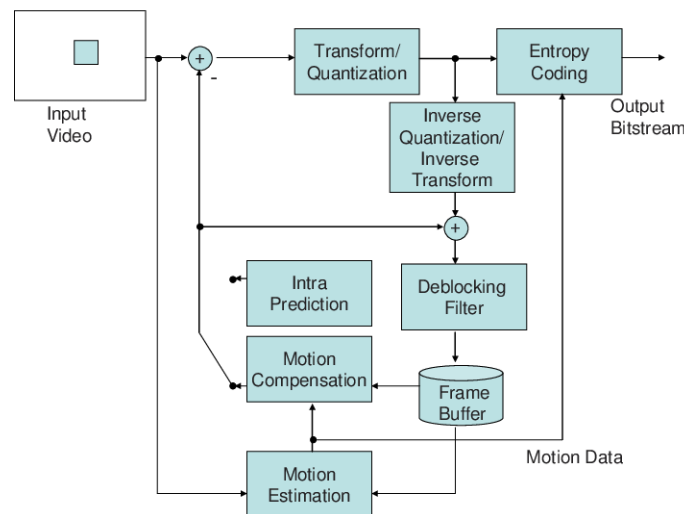 Input
Video
+
-
Transform/
Quantization
Entropy
Coding
Output
Bitstream
Inverse
Quantization/
Inverse
Transform
+
Intra
Prediction
Deblocking
Filter
Motion
Compensation
Frame
Buffer
Motion Data
Motion
Estimation